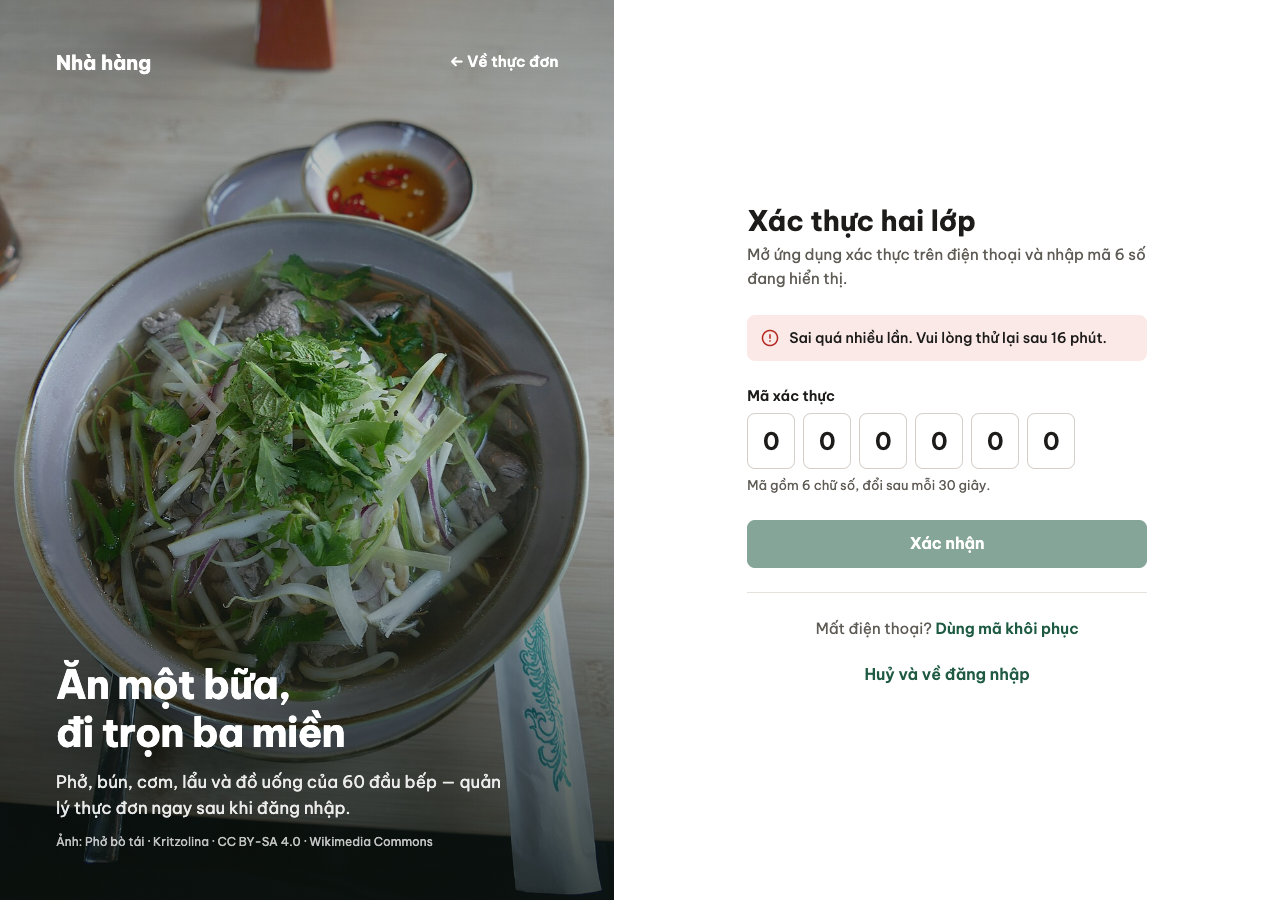 Nhà hàng
← Về thực đơn
Ăn một bữa,
đi trọn ba miền
Phở, bún, cơm, lẩu và đồ uống của 60 đầu bếp — quản
lý thực đơn ngay sau khi đăng nhập.
Ảnh: Phở bò tái · Kritzolina · CC BY-SA 4.0 · Wikimedia Commons
Xác thực hai lớp
Mở ứng dụng xác thực trên điện thoại và nhập mã 6 số
đang hiển thị.
Sai quá nhiều lần. Vui lòng thử lại sau 16 phút.
Mã xác thực
0 0 0 0 0 0
Mã gồm 6 chữ số, đổi sau mỗi 30 giây.
Xác nhận
Mất điện thoại? Dùng mã khôi phục
Huỷ và về đăng nhập